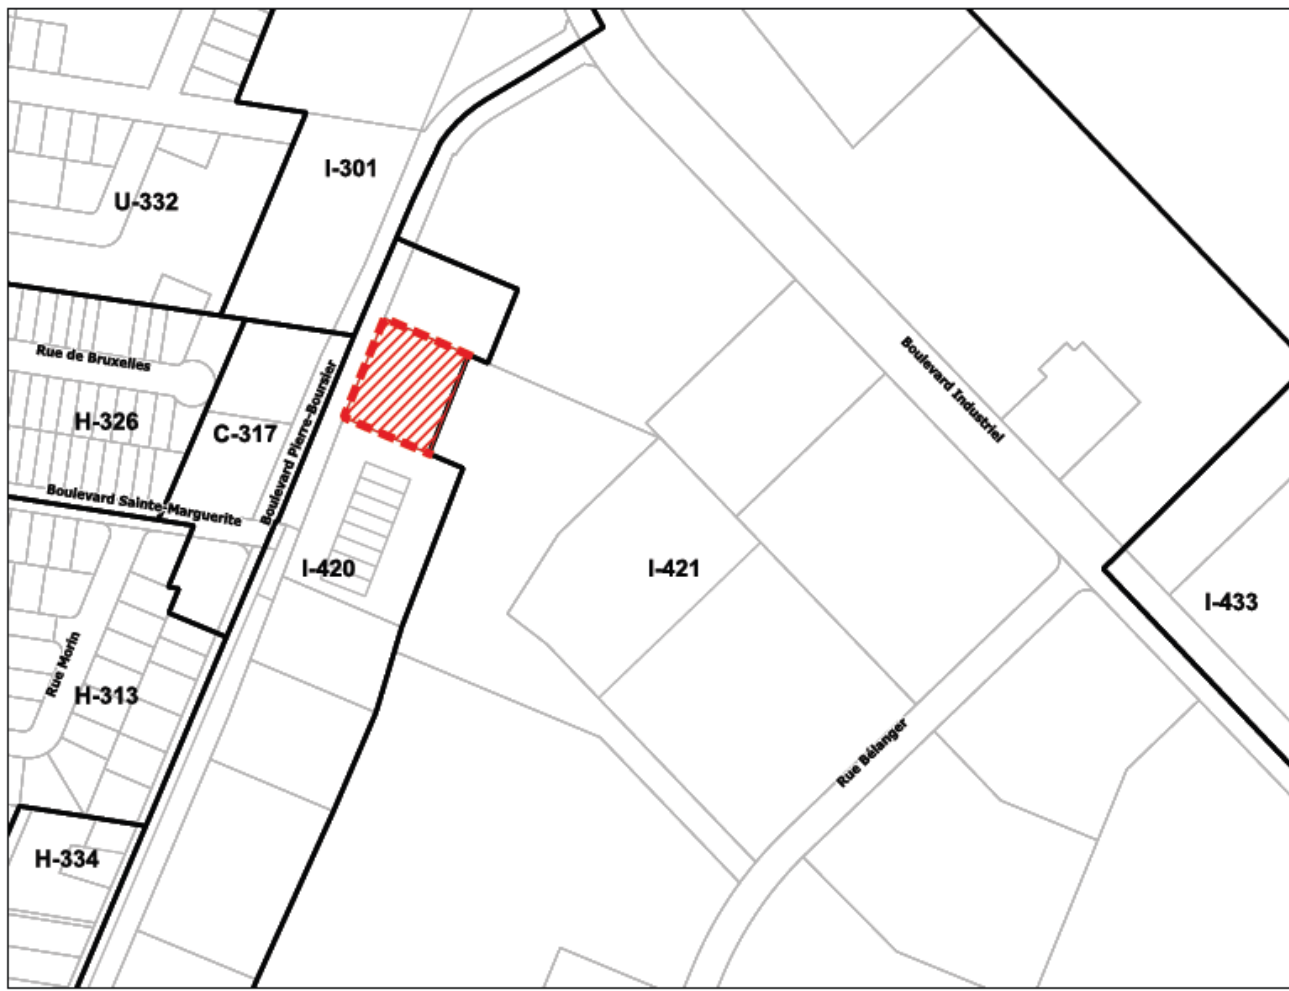 I-301
U-332
Boulevard Industriel
Rue de Bruxelles
H-326
C-317
Boulevard Pierre-Boursier
Boulevard Sainte-Marguerite
I-420
I-421
I-433
Rue Morin
H-313
Rue Bélanger
H-334